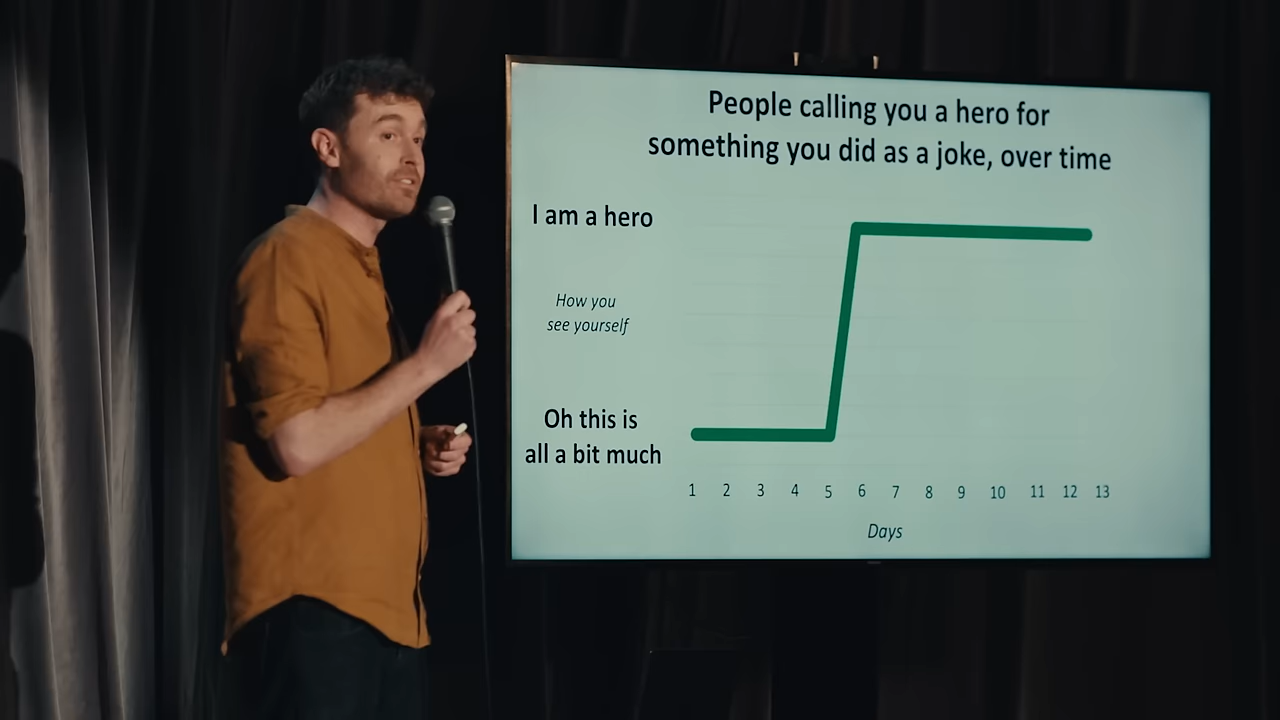 People calling you a hero for
something you did as a joke, over time
I am a hero
How you
see yourself
Oh this is
all a bit much
1 2 3 4 5 6 7 8 9 10 11 12 13
Days